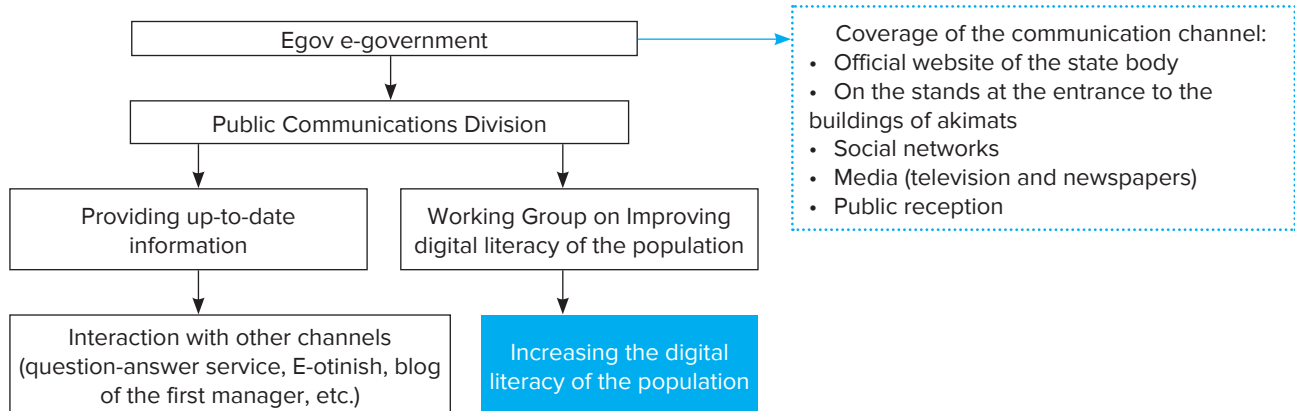 Egov e-government
Public Communications Division
Providing up-to-date
information
Working Group on Improving
digital literacy of the population
Interaction with other channels
(question-answer service, E-otinish, blog
of the first manager, etc.)
Increasing the digital
literacy of the population
Coverage of the communication channel:
• Official website of the state body
• On the stands at the entrance to the
buildings of akimats
• Social networks
• Media (television and newspapers)
• Public reception